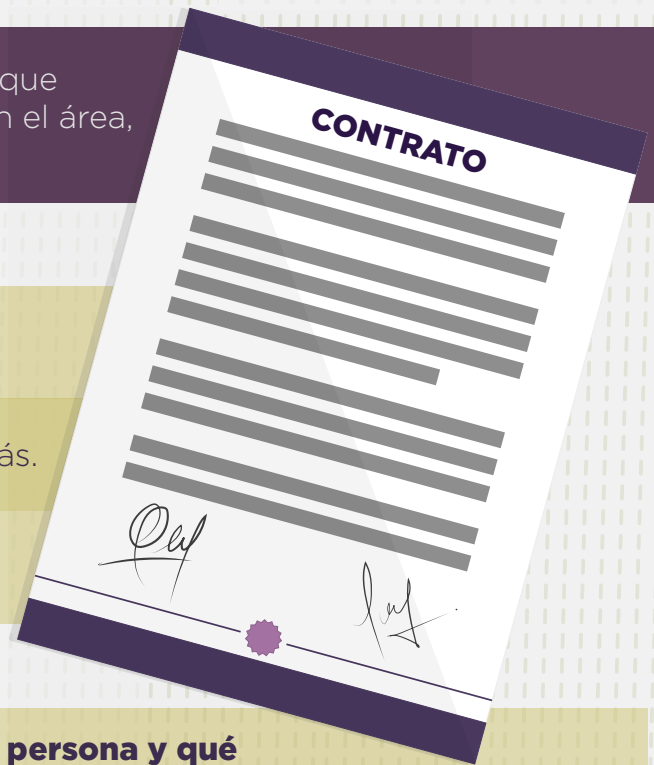 que
n el área,
CONTRATO
ás.
persona y qué